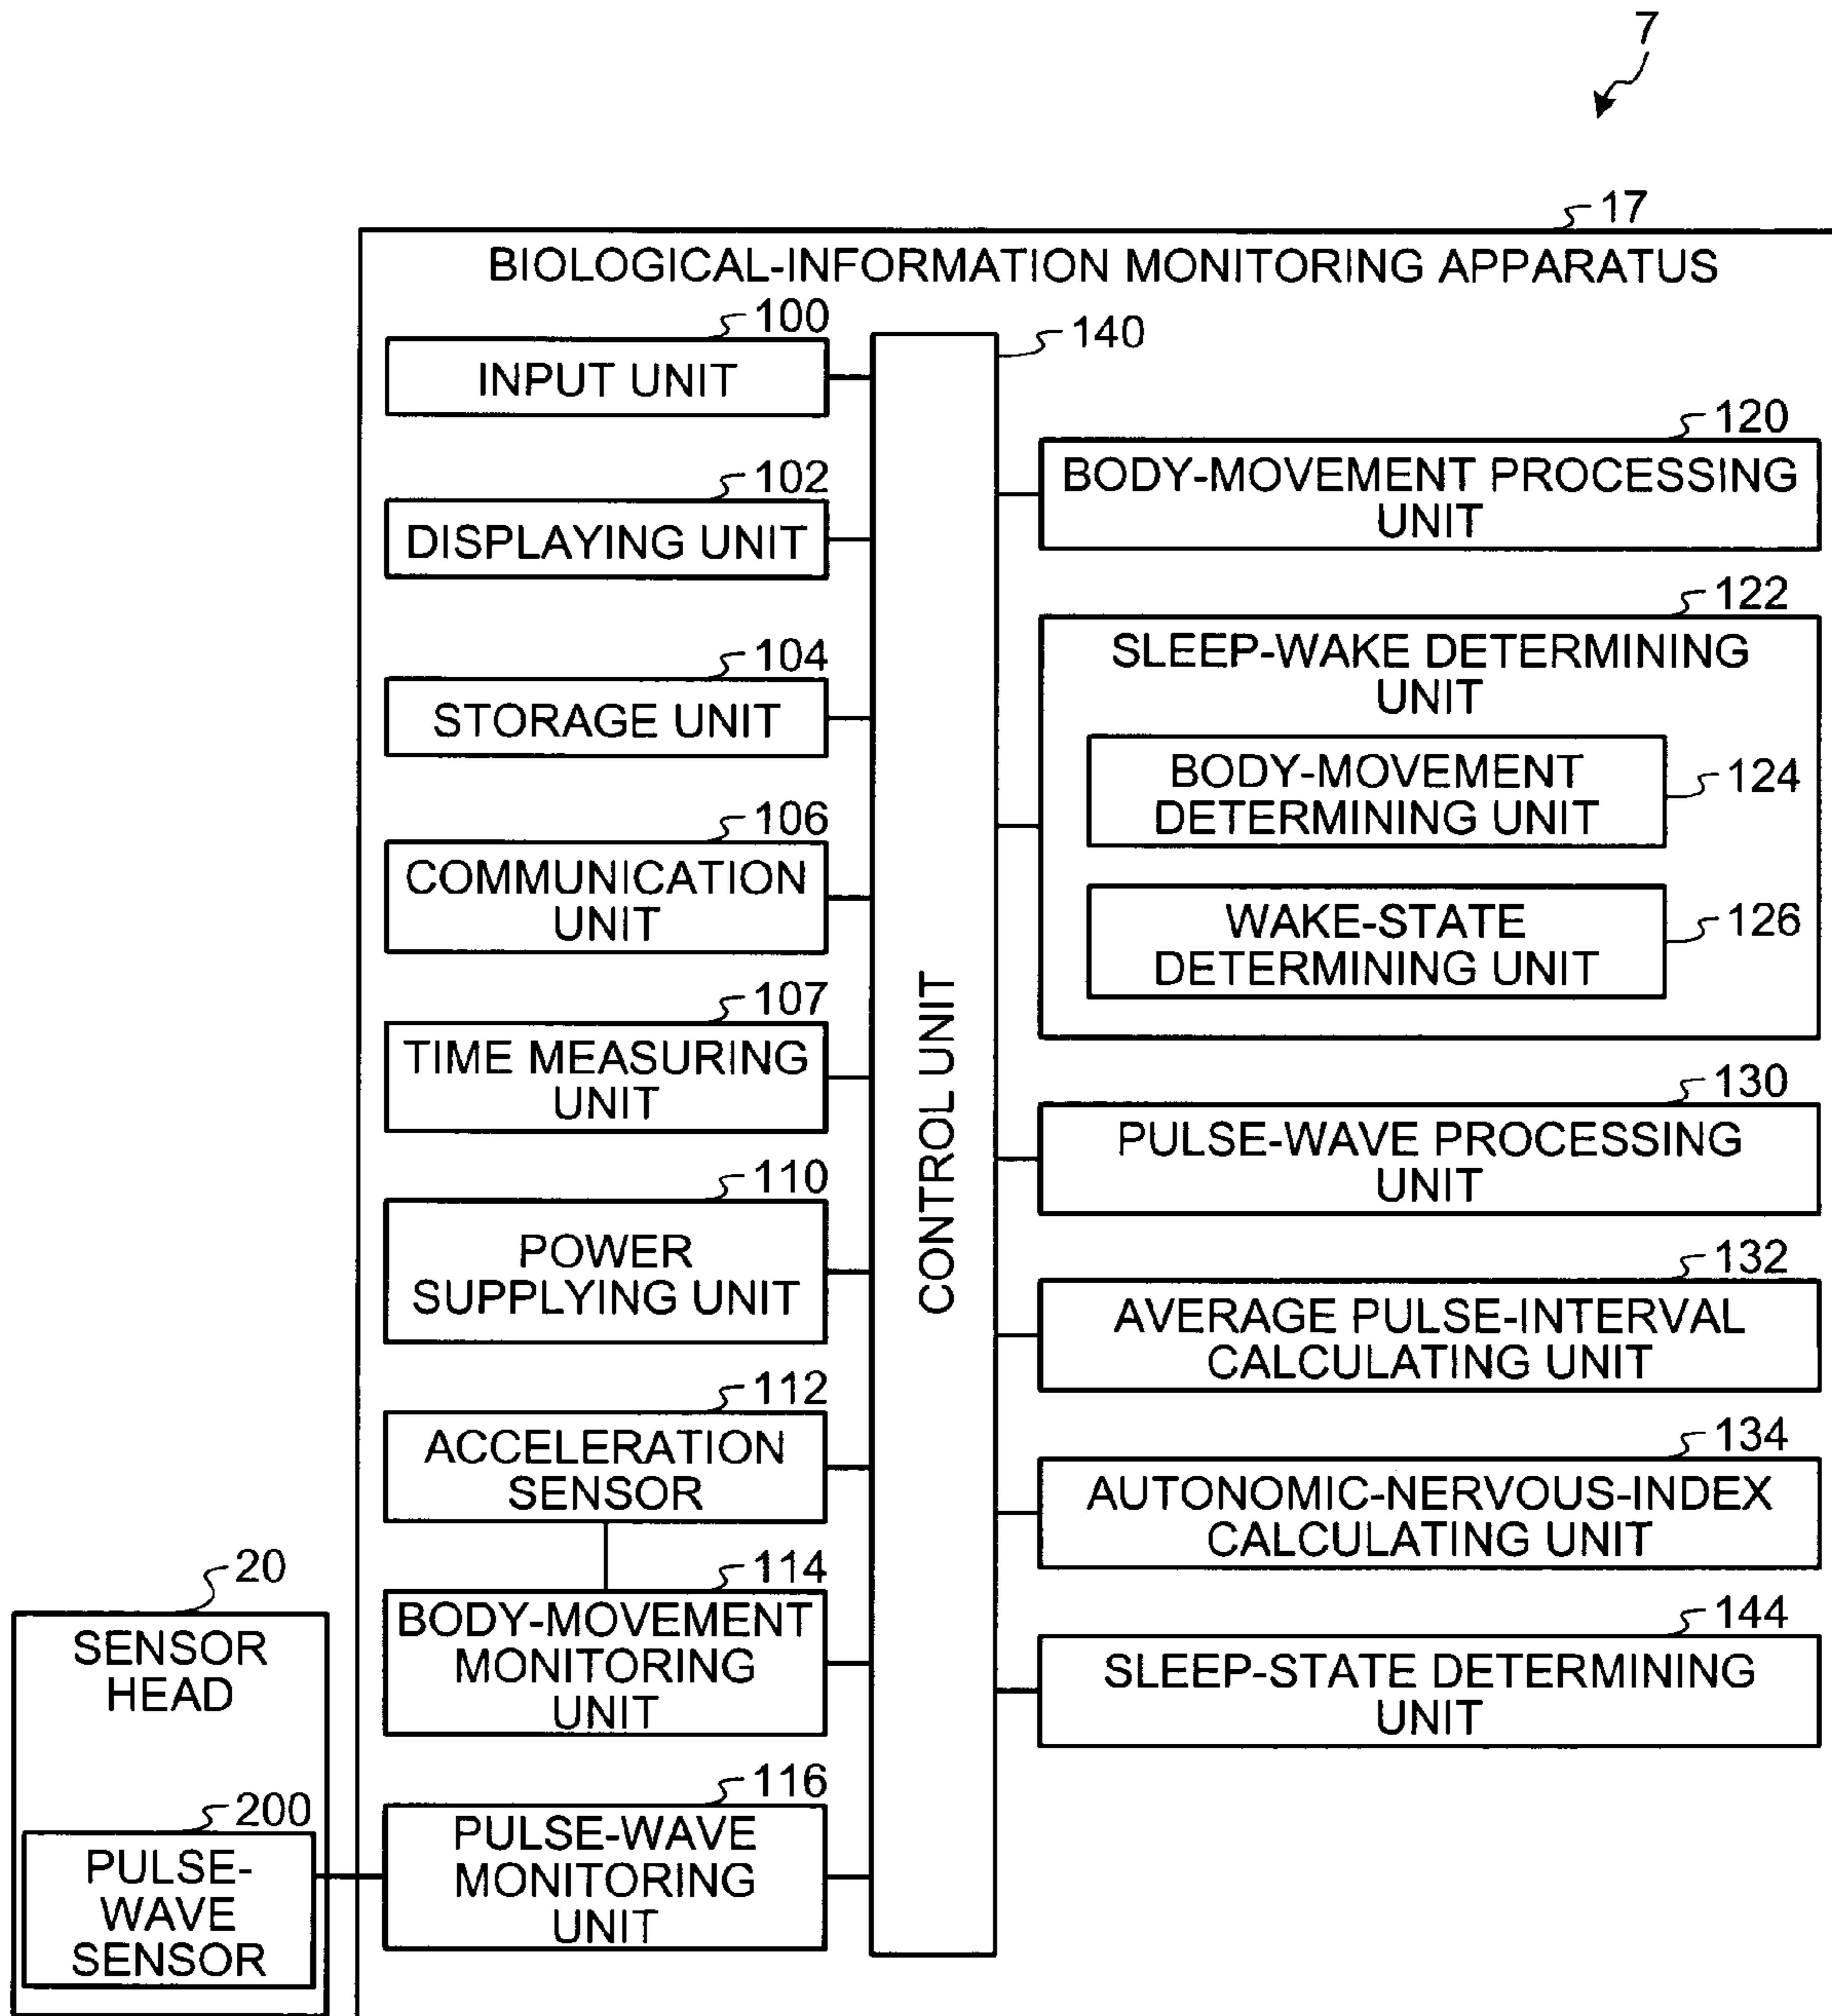 7
17
BIOLOGICAL-INFORMATION MONITORING APPARATUS
100
INPUT UNIT
102
DISPLAYING UNIT
104
STORAGE UNIT
106
COMMUNICATION
UNIT
107
TIME MEASURING
UNIT
110
POWER
SUPPLYING UNIT
112
ACCELERATION
SENSOR
114
BODY-MOVEMENT
MONITORING
UNIT
116
PULSE-WAVE
MONITORING
UNIT
20
SENSOR
HEAD
200
PULSE-
WAVE
SENSOR
140
CONTROL UNIT
120
BODY-MOVEMENT PROCESSING
UNIT
122
SLEEP-WAKE DETERMINING
UNIT
BODY-MOVEMENT
DETERMINING UNIT
124
WAKE-STATE
DETERMINING UNIT
126
130
PULSE-WAVE PROCESSING
UNIT
132
AVERAGE PULSE-INTERVAL
CALCULATING UNIT
134
AUTONOMIC-NERVOUS-INDEX
CALCULATING UNIT
144
SLEEP-STATE DETERMINING
UNIT